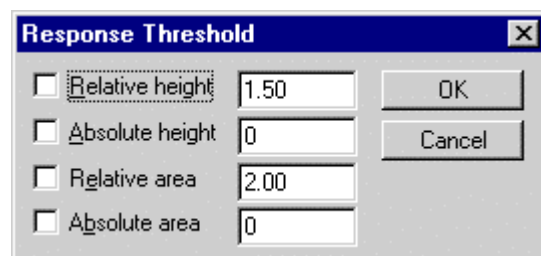 Response Threshold
Relative height 1.50 OK
Absolute height 0 Cancel
Relative area 2.00
Absolute area 0